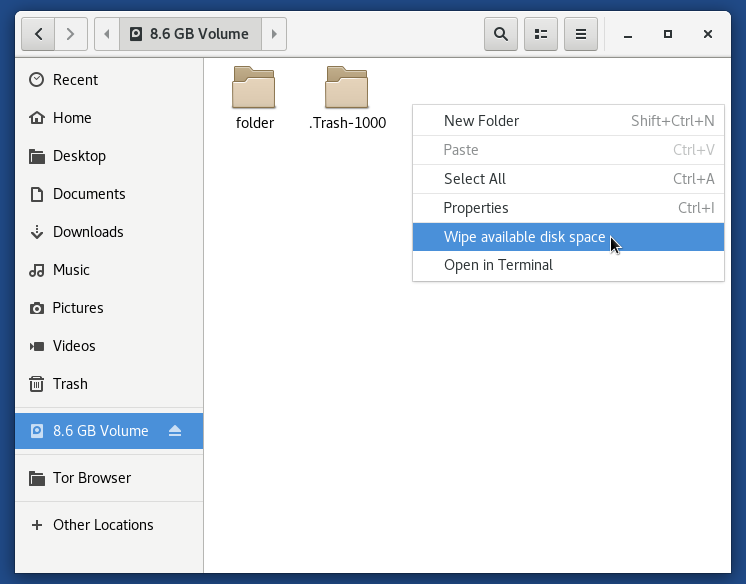 8.6 GB Volume
Recent
Home
Desktop
Documents
Downloads
Music
Pictures
Videos
Trash
8.6 GB Volume
Tor Browser
Other Locations
folder
.Trash-1000
New Folder Shift+Ctrl+N
Paste Ctrl+V
Select All Ctrl+A
Properties Ctrl+I
Wipe available disk space
Open in Terminal